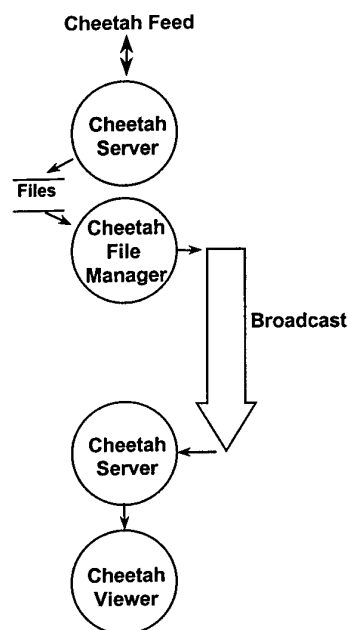 Cheetah Feed
Cheetah
Server
Files
Cheetah
File
Manager
Broadcast
Cheetah
Server
Cheetah
Viewer